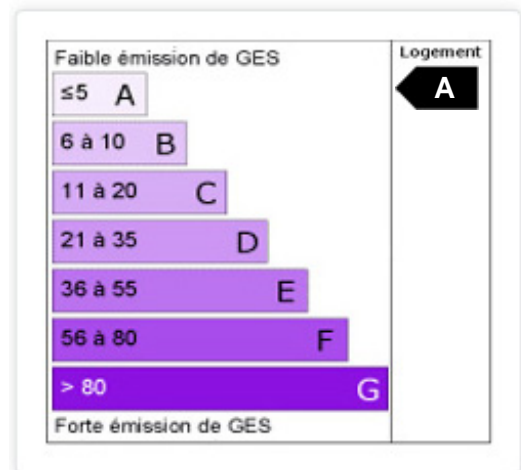 Faible émission de GES
Logement
≤5 A
A
6 à 10 B
11 à 20 C
21 à 35 D
36 à 55 E
56 à 80 F
> 80 G
Forte émission de GES